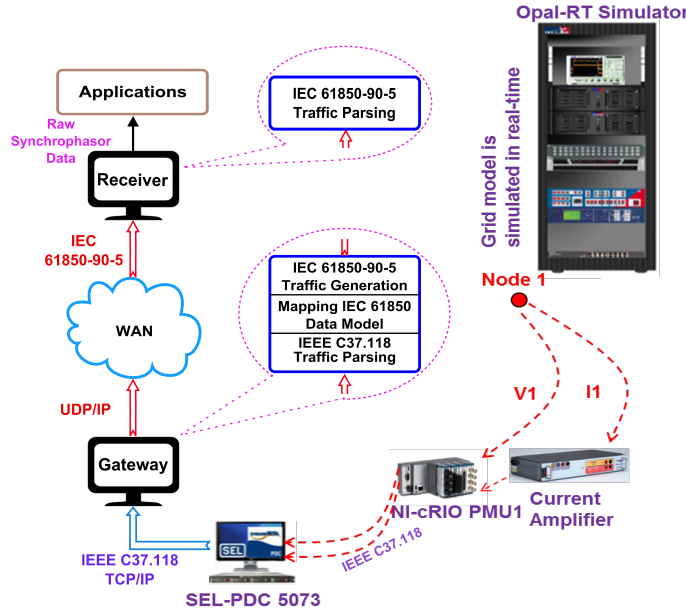 Opal-RT Simulator
Applications
IEC 61850-90-5
Traffic Parsing
Raw
Synchrophasor
Data
Receiver
Grid model is
simulated in real-time
IEC
61850-90-5
IEC 61850-90-5
Traffic Generation
Mapping IEC 61850
Data Model
IEEE C37.118
Traffic Parsing
Node 1
WAN
UDP/IP
V1
I1
Gateway
NI-cRIO PMU1
Current
Amplifier
IEEE C37.118
IEEE C37.118
TCP/IP
SEL
PDC
SEL-PDC 5073